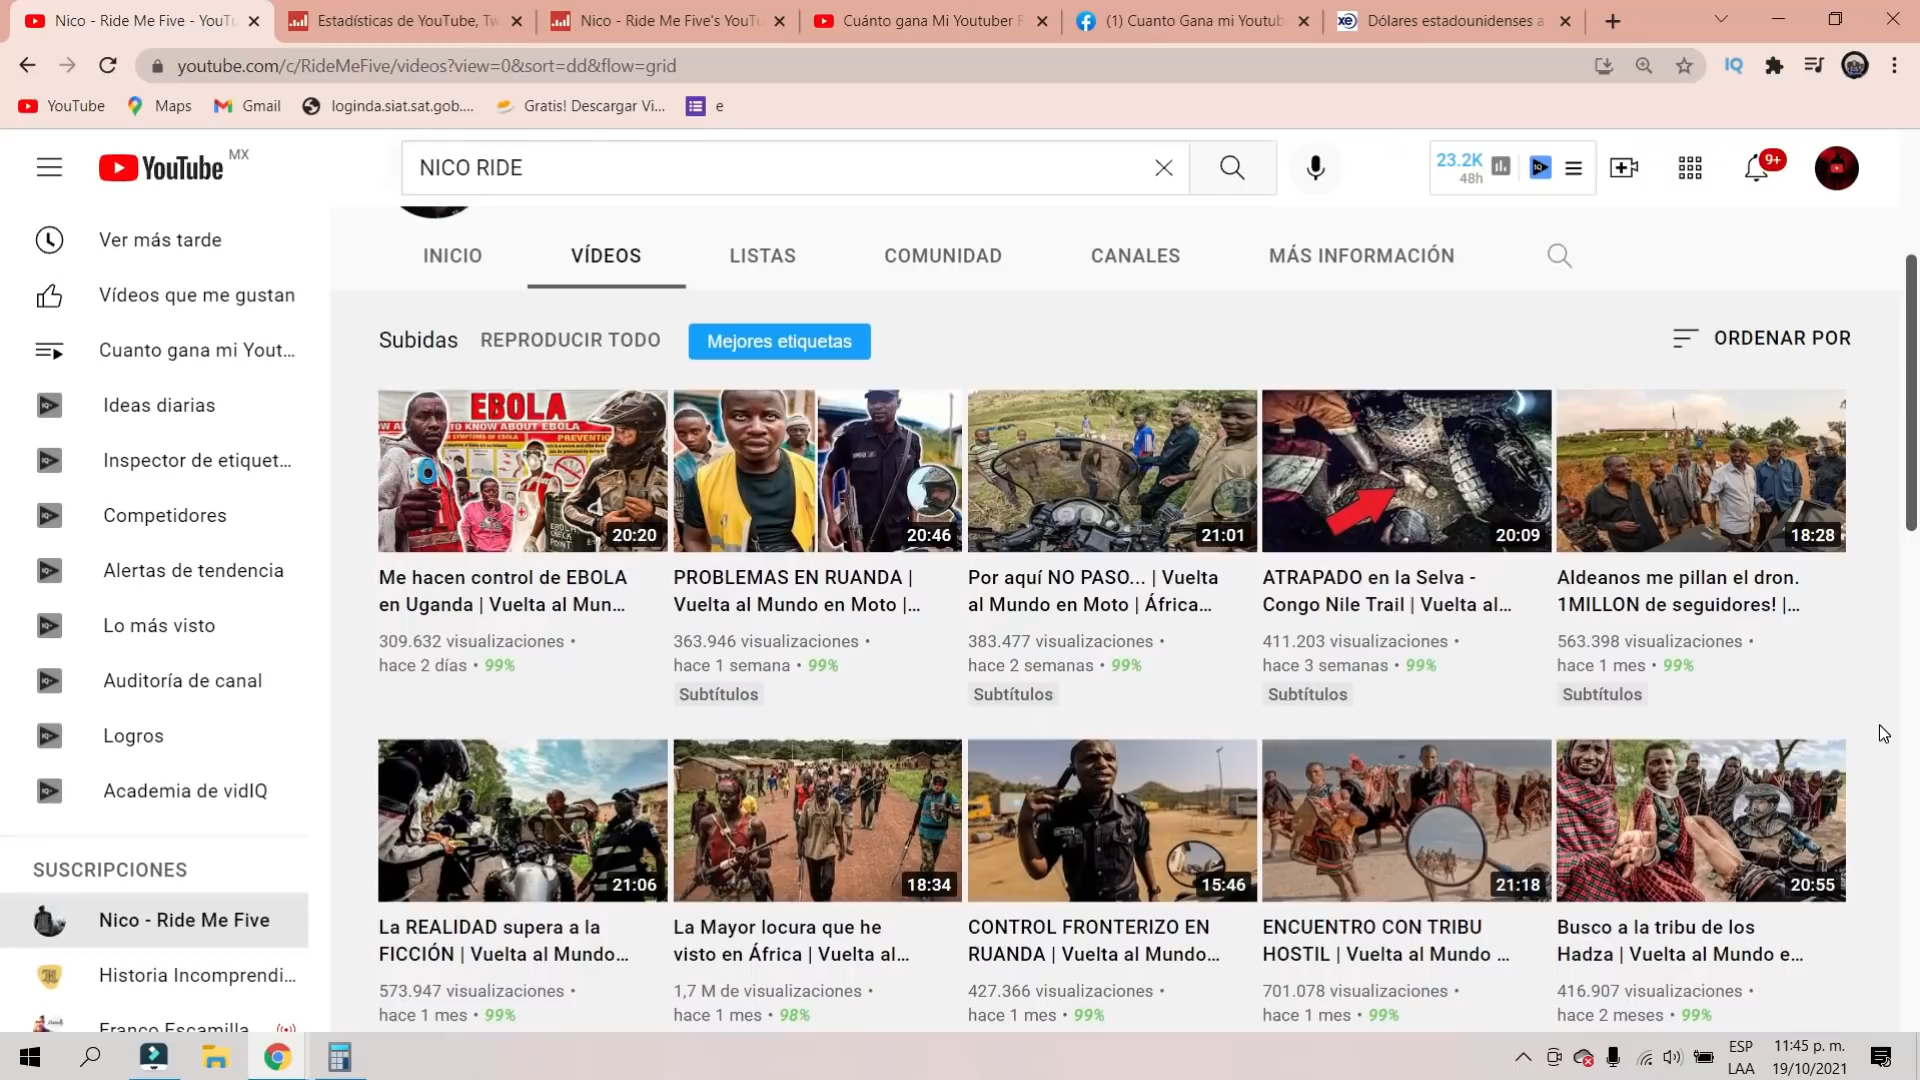 Nico - Ride Me Five - YouTu
Estadísticas de YouTube, Tw
Nico - Ride Me Five's YouTu
Cuánto gana Mi Youtuber F
(1) Cuanto Gana mi Youtub
Dólares estadounidenses a
youtube.com/c/RideMeFive/videos?view=0&sort=dd&flow=grid
YouTube
Maps
Gmail
loginda.siat.sat.gob....
Gratis! Descargar Vi...
e
YouTube MX
NICO RIDE
23.2K
48h
9+
INICIO
VÍDEOS
LISTAS
COMUNIDAD
CANALES
MÁS INFORMACIÓN
Ver más tarde
Vídeos que me gustan
Cuanto gana mi Yout...
Ideas diarias
Inspector de etiquet...
Competidores
Alertas de tendencia
Lo más visto
Auditoría de canal
Logros
Academia de vidIQ
SUSCRIPCIONES
Nico - Ride Me Five
Historia Incomprendi...
Franco Escamilla
Subidas
REPRODUCIR TODO
Mejores etiquetas
ORDENAR POR
EBOLA
TO KNOW ABOUT EBOLA
20:20
20:46
21:01
20:09
18:28
Me hacen control de EBOLA
en Uganda | Vuelta al Mun...
309.632 visualizaciones •
hace 2 días • 99%
PROBLEMAS EN RUANDA |
Vuelta al Mundo en Moto |...
363.946 visualizaciones •
hace 1 semana • 99%
Subtítulos
Por aquí NO PASO... | Vuelta
al Mundo en Moto | África...
383.477 visualizaciones •
hace 2 semanas • 99%
Subtítulos
ATRAPADO en la Selva -
Congo Nile Trail | Vuelta al...
411.203 visualizaciones •
hace 3 semanas • 99%
Subtítulos
Aldeanos me pillan el dron.
1MILLON de seguidores! |...
563.398 visualizaciones •
hace 1 mes • 99%
Subtítulos
21:06
18:34
15:46
21:18
20:55
La REALIDAD supera a la
FICCIÓN | Vuelta al Mundo...
573.947 visualizaciones •
hace 1 mes • 99%
La Mayor locura que he
visto en África | Vuelta al...
1,7 M de visualizaciones •
hace 1 mes • 98%
CONTROL FRONTERIZO EN
RUANDA | Vuelta al Mundo...
427.366 visualizaciones •
hace 1 mes • 99%
ENCUENTRO CON TRIBU
HOSTIL | Vuelta al Mundo ...
701.078 visualizaciones •
hace 1 mes • 99%
Busco a la tribu de los
Hadza | Vuelta al Mundo e...
416.907 visualizaciones •
hace 2 meses • 99%
ESP
LAA
11:45 p. m.
19/10/2021